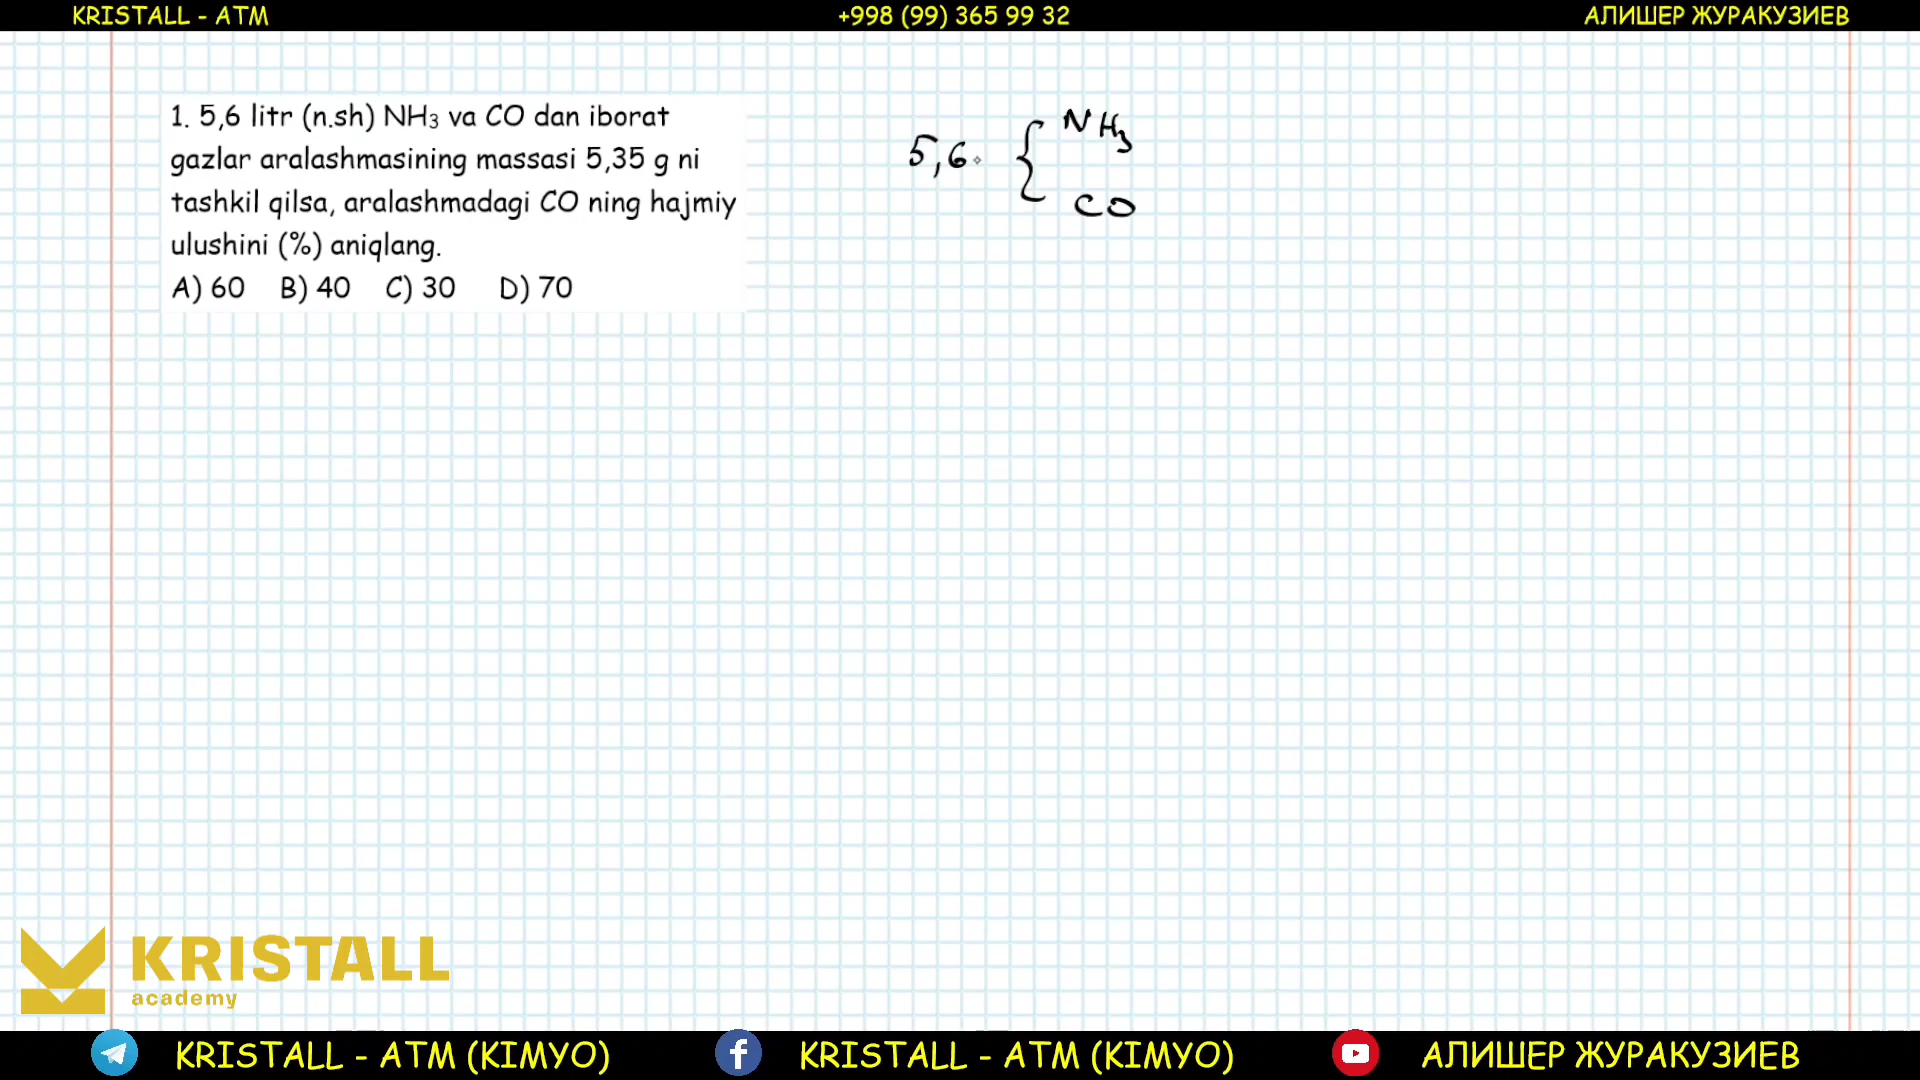 KRISTALL - ATM
+998 (99) 365 99 32
АЛИШЕР ЖУРАКУЗИЕВ
1. 5,6 litr (n.sh) NH₃ va CO dan iborat
gazlar aralashmasining massasi 5,35 g ni
tashkil qilsa, aralashmadagi CO ning hajmiy
ulushini (%) aniqlang.
A) 60 B) 40 C) 30 D) 70
NH₃
5,6
CO
KRISTALL
academy
KRISTALL - ATM (KIMYO)
KRISTALL - ATM (KIMYO)
АЛИШЕР ЖУРАКУЗИЕВ